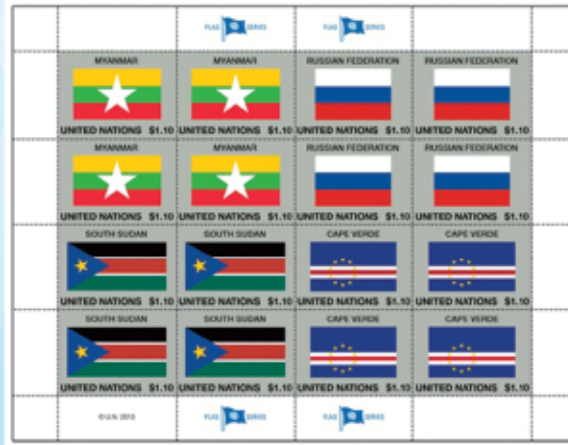 FLAG SERIES FLAG SERIES
MYANMAR MYANMAR RUSSIAN FEDERATION RUSSIAN FEDERATION
UNITED NATIONS $1.10 UNITED NATIONS $1.10 UNITED NATIONS $1.10 UNITED NATIONS $1.10
MYANMAR MYANMAR RUSSIAN FEDERATION RUSSIAN FEDERATION
UNITED NATIONS $1.10 UNITED NATIONS $1.10 UNITED NATIONS $1.10 UNITED NATIONS $1.10
SOUTH SUDAN SOUTH SUDAN CAPE VERDE CAPE VERDE
UNITED NATIONS $1.10 UNITED NATIONS $1.10 UNITED NATIONS $1.10 UNITED NATIONS $1.10
SOUTH SUDAN SOUTH SUDAN CAPE VERDE CAPE VERDE
UNITED NATIONS $1.10 UNITED NATIONS $1.10 UNITED NATIONS $1.10 UNITED NATIONS $1.10
© U.N. 2013 FLAG SERIES FLAG SERIES